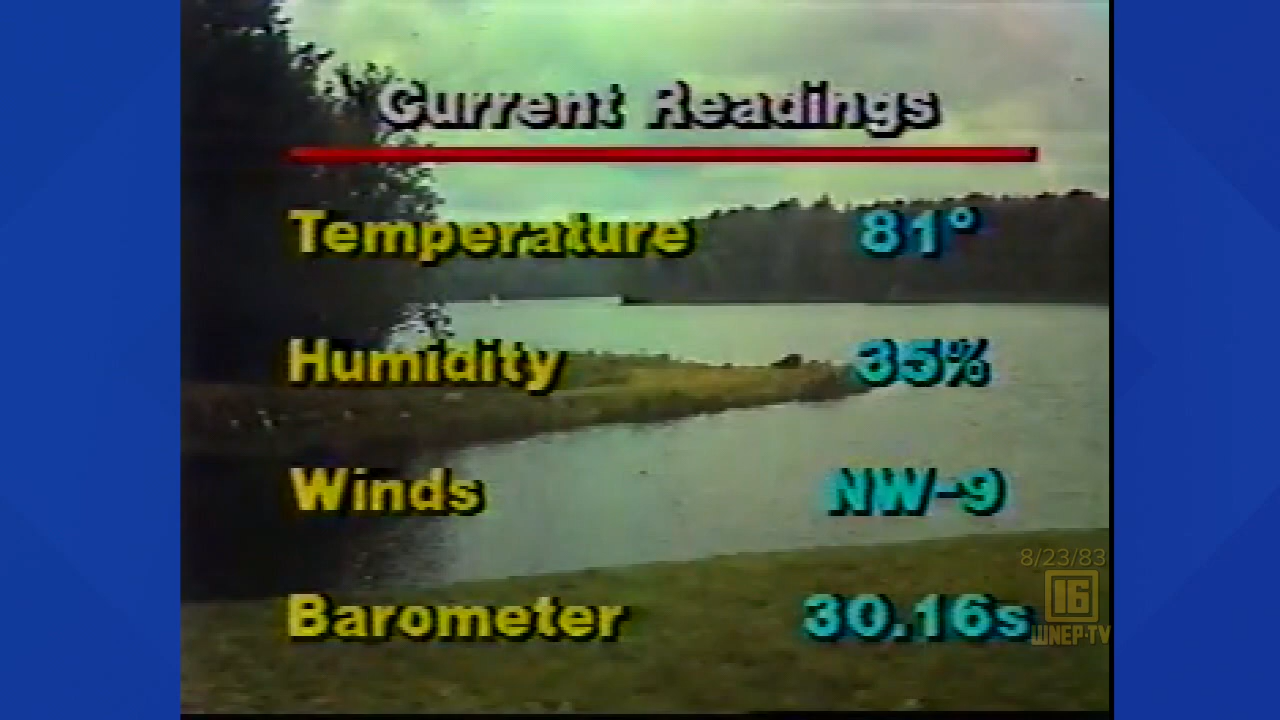 Current Readings
Temperature 81°
Humidity 35%
Winds NW-9
Barometer 30.16s
8/23/83
16
WNEP-TV